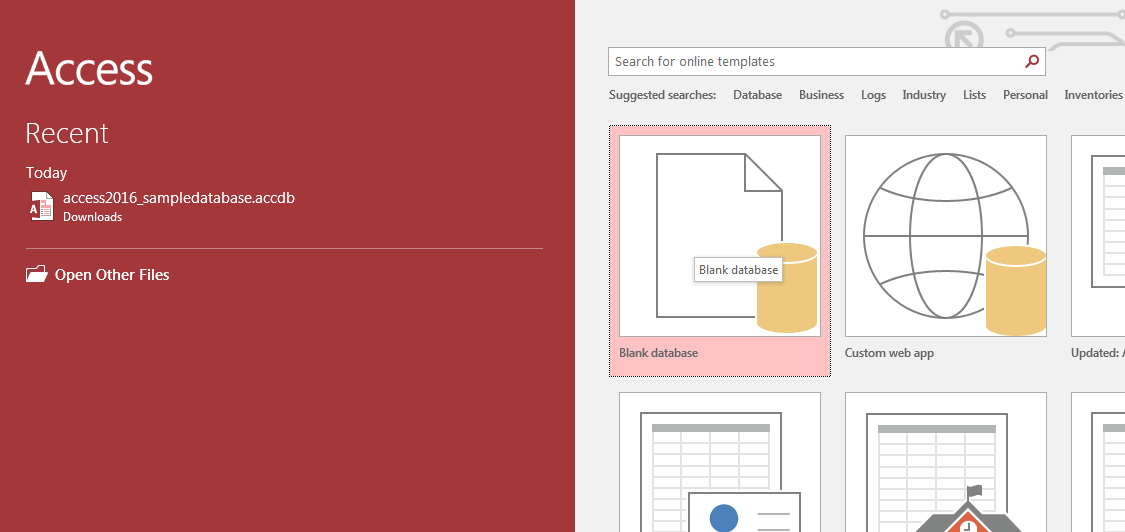 Access
Recent
Today
access2016_sampledatabase.accdb
Downloads
Open Other Files
Search for online templates
Suggested searches: Database Business Logs Industry Lists Personal Inventories
Blank database
Blank database
Custom web app
Updated: